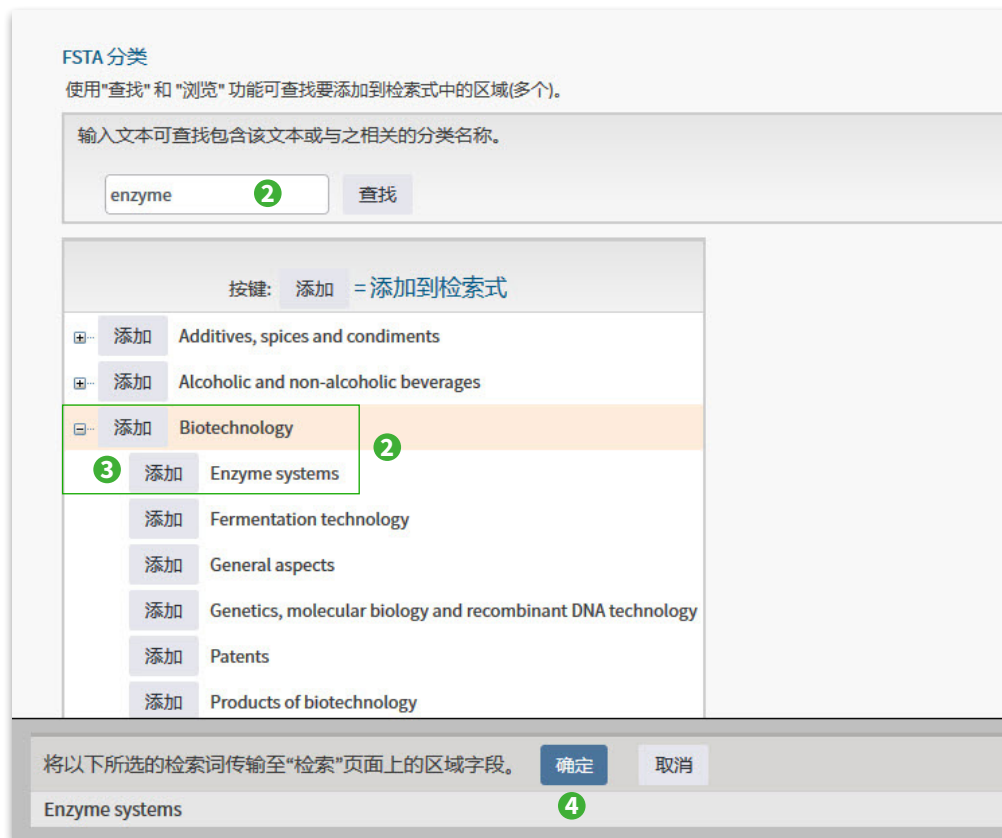 FSTA 分类
使用"查找" 和 "浏览" 功能可查找要添加到检索式中的区域(多个)。
输入文本可查找包含该文本或与之相关的分类名称。
enzyme 2 查找
按键: 添加 = 添加到检索式
添加 Additives, spices and condiments
添加 Alcoholic and non-alcoholic beverages
添加 Biotechnology 2
3 添加 Enzyme systems
添加 Fermentation technology
添加 General aspects
添加 Genetics, molecular biology and recombinant DNA technology
添加 Patents
添加 Products of biotechnology
将以下所选的检索词传输至“检索”页面上的区域字段。 确定 取消
Enzyme systems 4